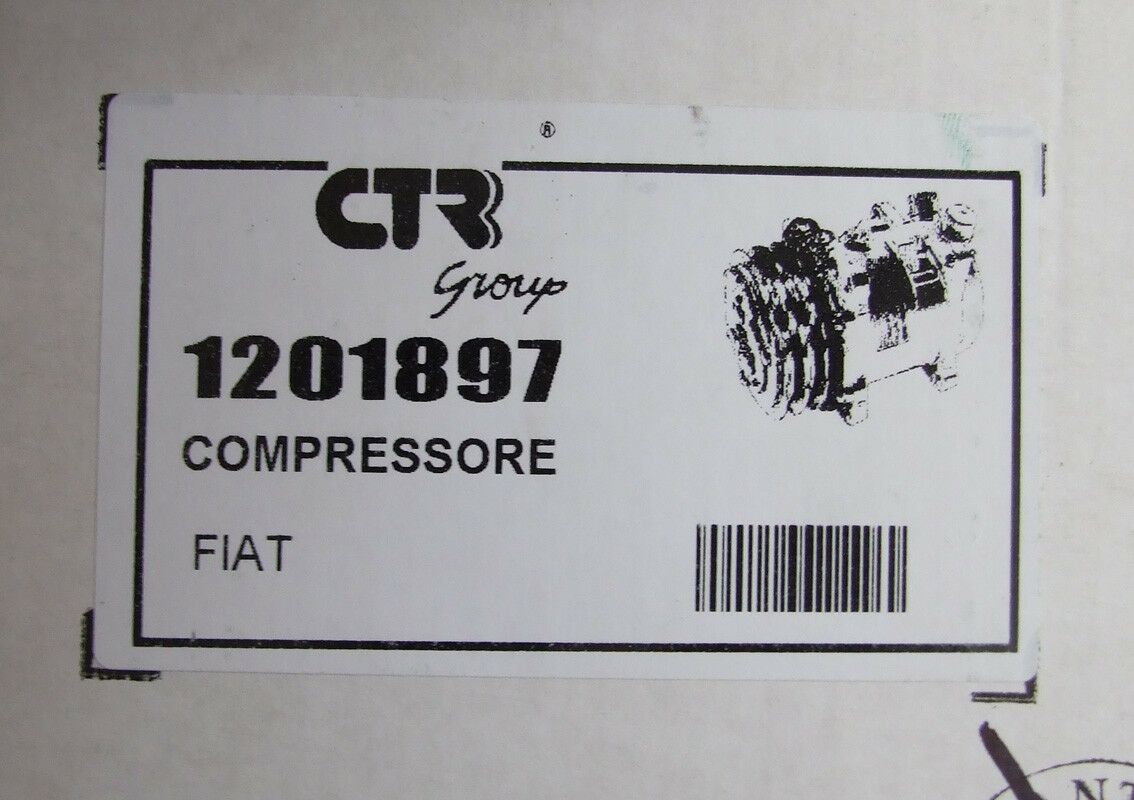 ®
CTR
Group
1201897
COMPRESSORE
FIAT